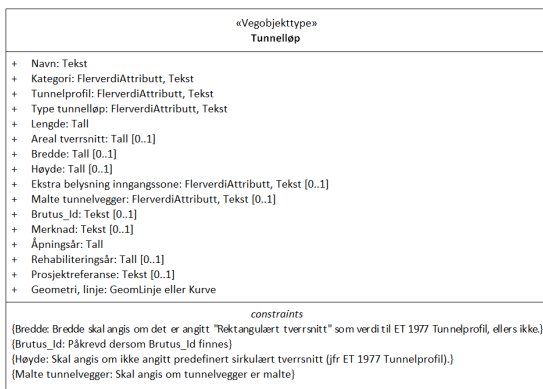 «Vegobjekttype»
Tunnelløp
+ Navn: Tekst
+ Kategori: FlerverdiAttributt, Tekst
+ Tunnelprofil: FlerverdiAttributt, Tekst
+ Type tunnelløp: FlerverdiAttributt, Tekst
+ Lengde: Tall
+ Areal tverrsnitt: Tall [0..1]
+ Bredde: Tall [0..1]
+ Høyde: Tall [0..1]
+ Ekstra belysning inngangssone: FlerverdiAttributt, Tekst [0..1]
+ Malte tunnelvegger: FlerverdiAttributt, Tekst [0..1]
+ Brutus_Id: Tekst [0..1]
+ Merknad: Tekst [0..1]
+ Åpningsår: Tall
+ Rehabiliteringsår: Tall [0..1]
+ Prosjektreferanse: Tekst [0..1]
+ Geometri, linje: GeomLinje eller Kurve
constraints
{Bredde: Bredde skal angis om det er angitt "Rektangulært tverrsnitt" som verdi til ET 1977 Tunnelprofil, ellers ikke.}
{Brutus_Id: Påkrevd dersom Brutus_Id finnes}
{Høyde: Skal angis om ikke angitt predefinert sirkulært tverrsnitt (jfr ET 1977 Tunnelprofil).}
{Malte tunnelvegger: Skal angis om tunnelvegger er malte}